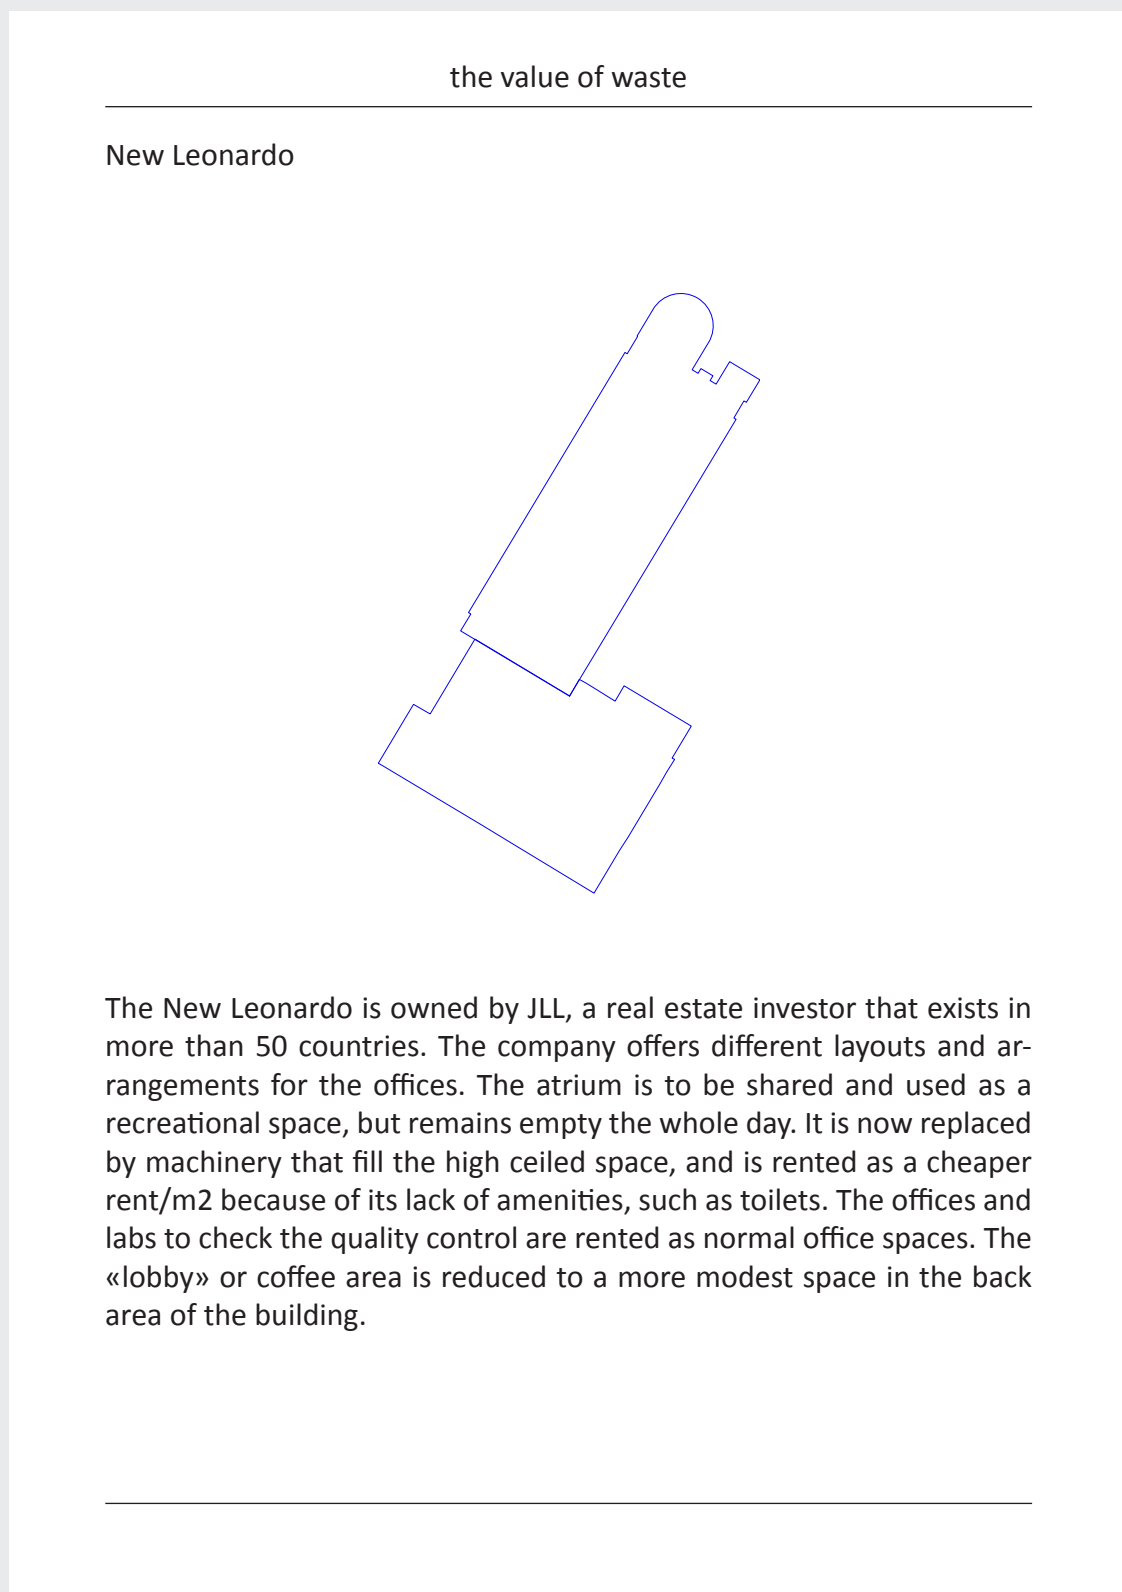 the value of waste
New Leonardo
The New Leonardo is owned by JLL, a real estate investor that exists in
more than 50 countries. The company offers different layouts and ar-
rangements for the offices. The atrium is to be shared and used as a
recreational space, but remains empty the whole day. It is now replaced
by machinery that fill the high ceiled space, and is rented as a cheaper
rent/m2 because of its lack of amenities, such as toilets. The offices and
labs to check the quality control are rented as normal office spaces. The
«lobby» or coffee area is reduced to a more modest space in the back
area of the building.